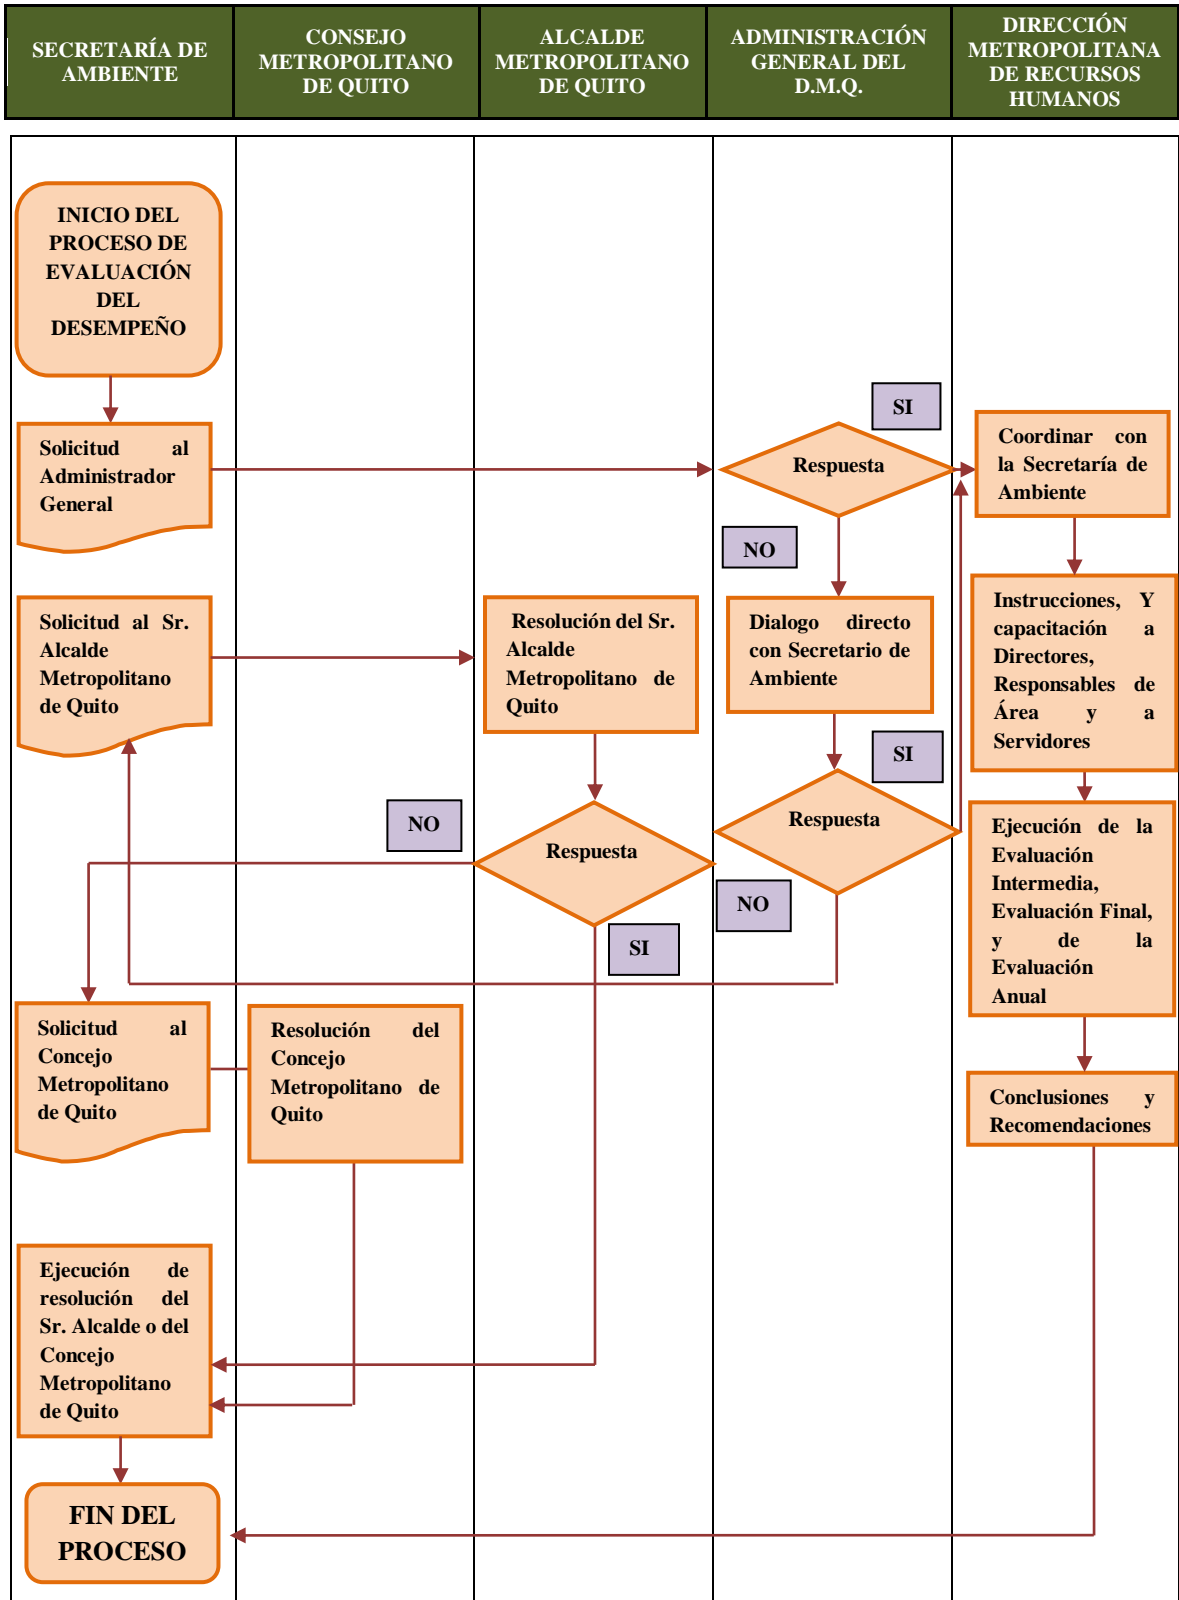 SECRETARÍA DE
AMBIENTE
CONSEJO
METROPOLITANO
DE QUITO
ALCALDE
METROPOLITANO
DE QUITO
ADMINISTRACIÓN
GENERAL DEL
D.M.Q.
DIRECCIÓN
METROPOLITANA
DE RECURSOS
HUMANOS
INICIO DEL
PROCESO DE
EVALUACIÓN
DEL
DESEMPEÑO
SI
Solicitud al
Administrador
General
Respuesta
Coordinar con
la Secretaría de
Ambiente
NO
Solicitud al Sr.
Alcalde
Metropolitano
de Quito
Resolución del Sr.
Alcalde
Metropolitano de
Quito
Dialogo directo
con Secretario de
Ambiente
Instrucciones, Y
capacitación a
Directores,
Responsables de
Área y a
Servidores
SI
NO
Respuesta
Respuesta
NO
SI
Ejecución de la
Evaluación
Intermedia,
Evaluación Final,
y de la
Evaluación
Anual
Solicitud al
Concejo
Metropolitano
de Quito
Resolución del
Concejo
Metropolitano de
Quito
Conclusiones y
Recomendaciones
Ejecución de
resolución del
Sr. Alcalde o del
Concejo
Metropolitano
de Quito
FIN DEL
PROCESO